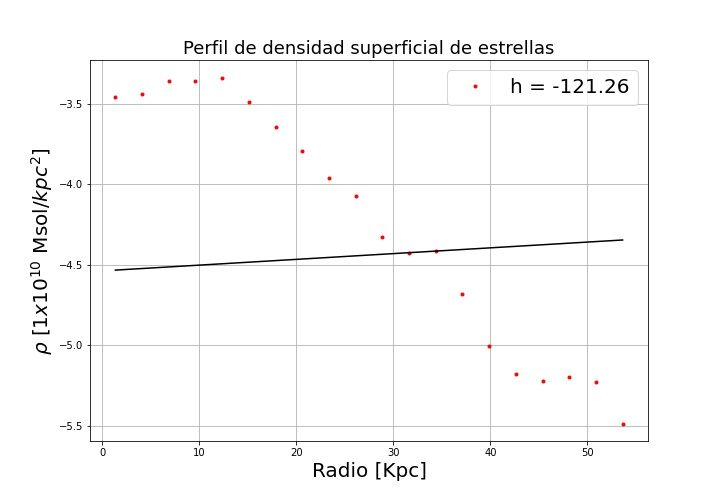 Perfil de densidad superficial de estrellas
h = -121.26
ρ [1x10¹⁰ Msol/kpc²]
−3.5
−4.0
−4.5
−5.0
−5.5
0 10 20 30 40 50
Radio [Kpc]